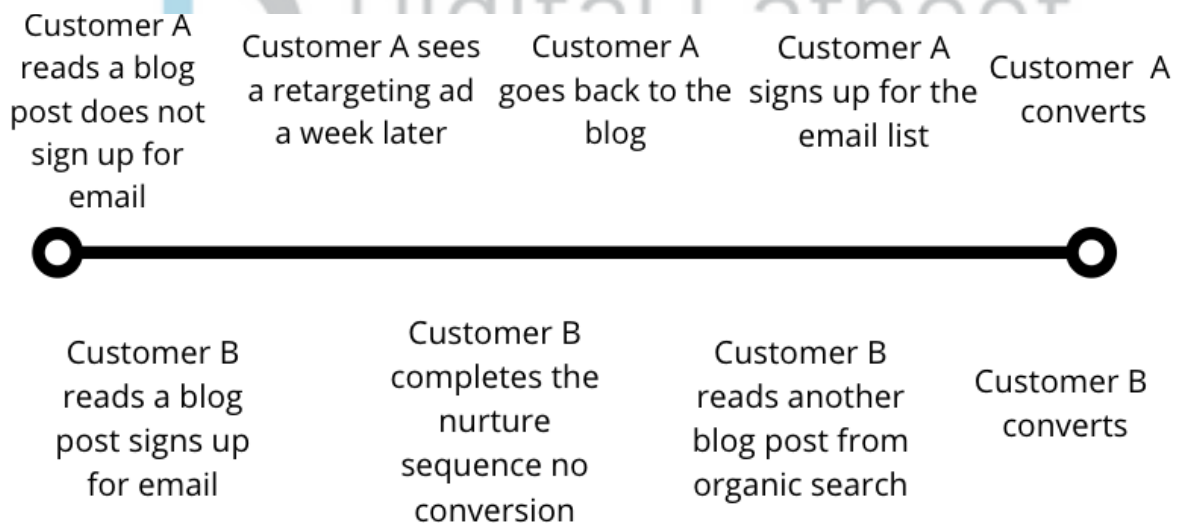 Customer A
reads a blog
post does not
sign up for
email
Customer A sees
a retargeting ad
a week later
Customer A
goes back to the
blog
Customer A
signs up for the
email list
Customer A
converts
Customer B
reads a blog
post signs up
for email
Customer B
completes the
nurture
sequence no
conversion
Customer B
reads another
blog post from
organic search
Customer B
converts